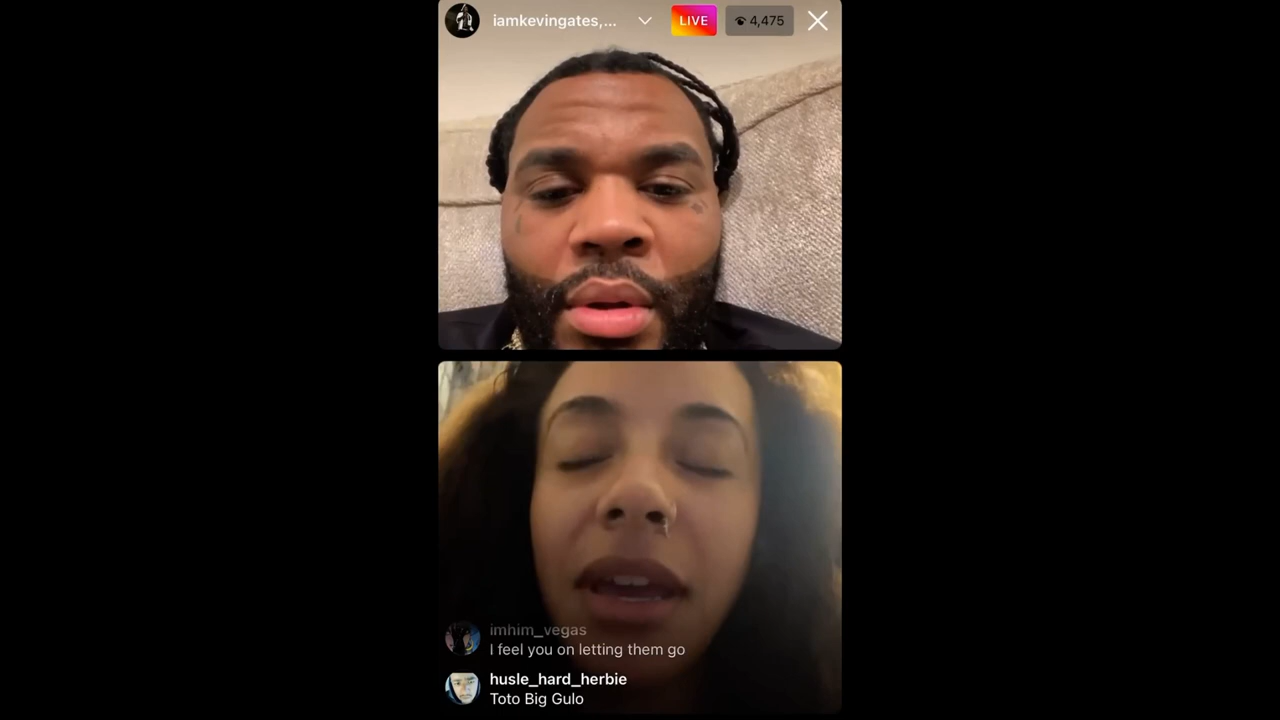 iamkevingates,...
LIVE
4,475
imhim_vegas
I feel you on letting them go
husle_hard_herbie
Toto Big Gulo